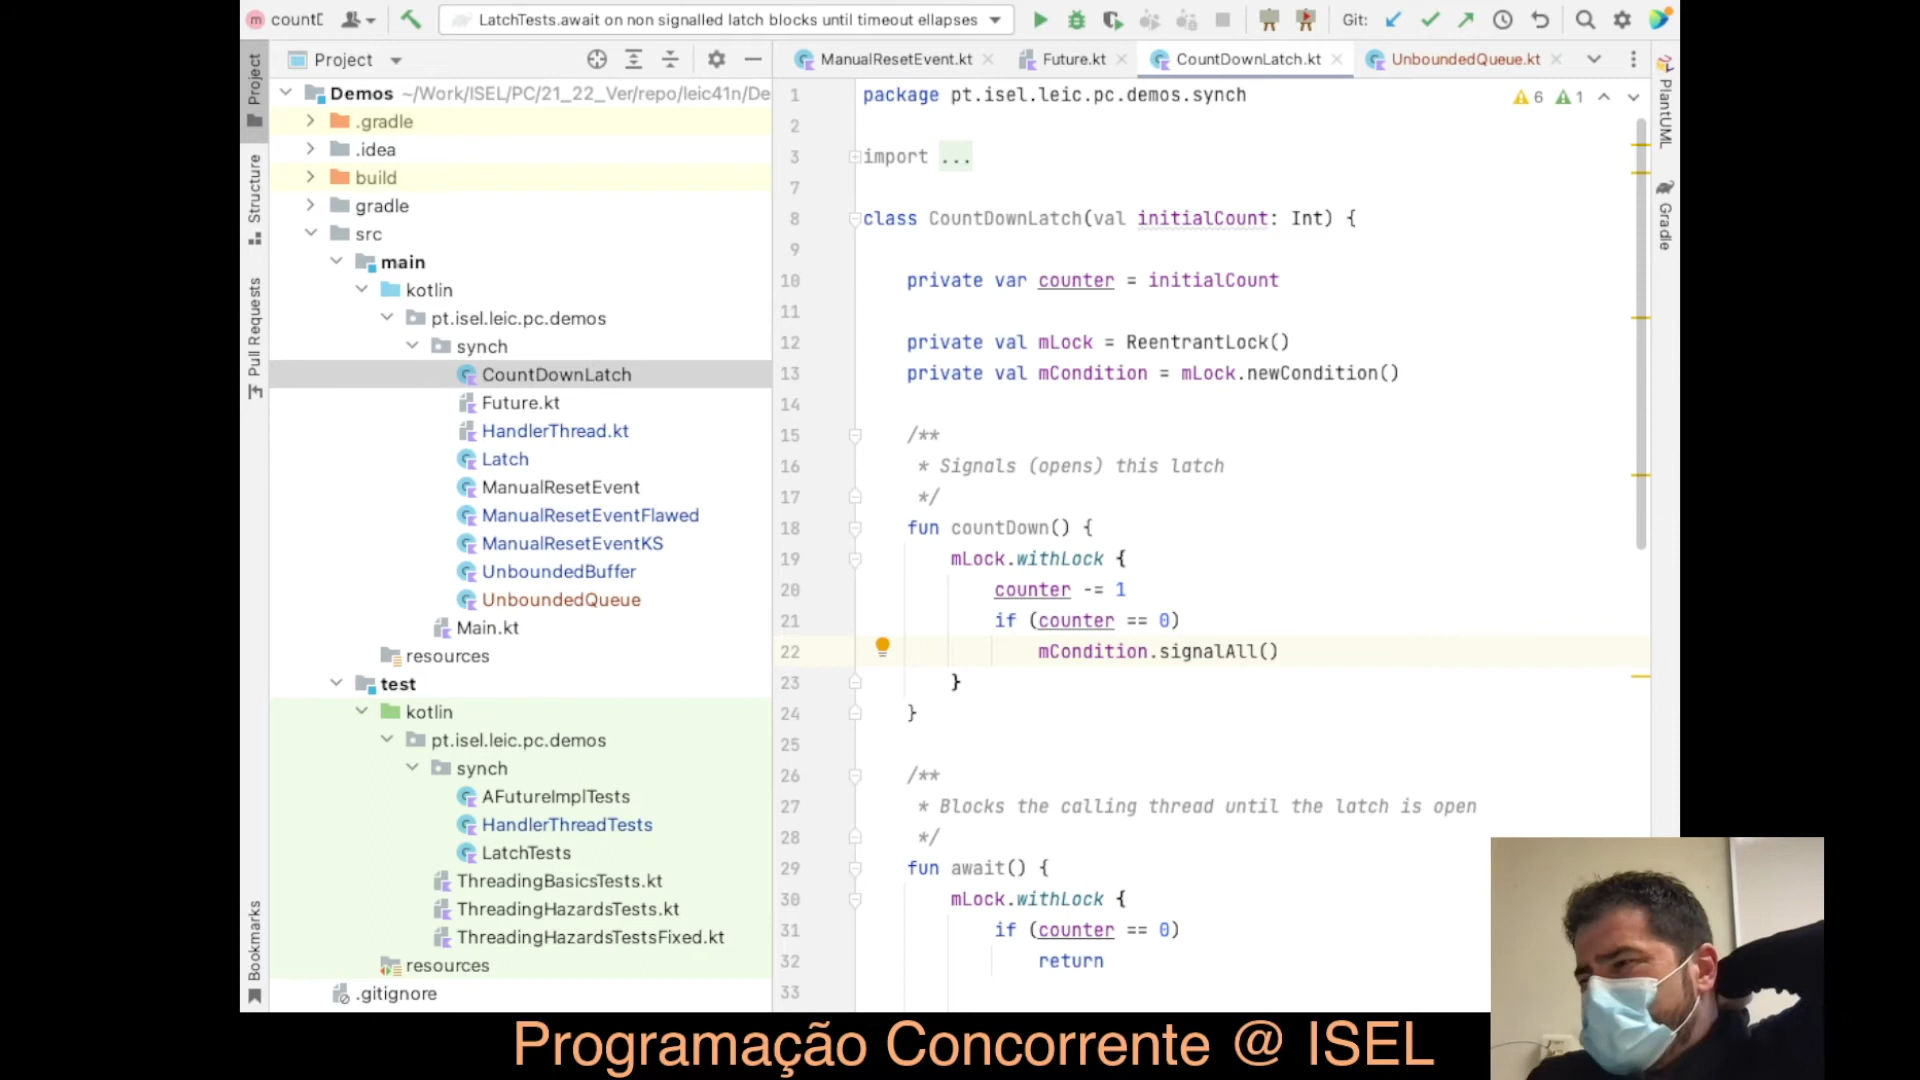 countD
LatchTests.await on non signalled latch blocks until timeout ellapses
Git:
Project
ManualResetEvent.kt
Future.kt
CountDownLatch.kt
UnboundedQueue.kt
Project
Structure
Pull Requests
Bookmarks
Demos ~/Work/ISEL/PC/21_22_Ver/repo/leic41n/De
.gradle
.idea
build
gradle
src
main
kotlin
pt.isel.leic.pc.demos
synch
CountDownLatch
Future.kt
HandlerThread.kt
Latch
ManualResetEvent
ManualResetEventFlawed
ManualResetEventKS
UnboundedBuffer
UnboundedQueue
Main.kt
resources
test
kotlin
pt.isel.leic.pc.demos
synch
AFutureImplTests
HandlerThreadTests
LatchTests
ThreadingBasicsTests.kt
ThreadingHazardsTests.kt
ThreadingHazardsTestsFixed.kt
resources
.gitignore
1 package pt.isel.leic.pc.demos.synch
6 1
2
3 import ...
7
8 class CountDownLatch(val initialCount: Int) {
9
10 private var counter = initialCount
11
12 private val mLock = ReentrantLock()
13 private val mCondition = mLock.newCondition()
14
15 /**
16 * Signals (opens) this latch
17 */
18 fun countDown() {
19 mLock.withLock {
20 counter -= 1
21 if (counter == 0)
22 mCondition.signalAll()
23 }
24 }
25
26 /**
27 * Blocks the calling thread until the latch is open
28 */
29 fun await() {
30 mLock.withLock {
31 if (counter == 0)
32 return
33
PlantUML
Gradle
Programação Concorrente @ ISEL